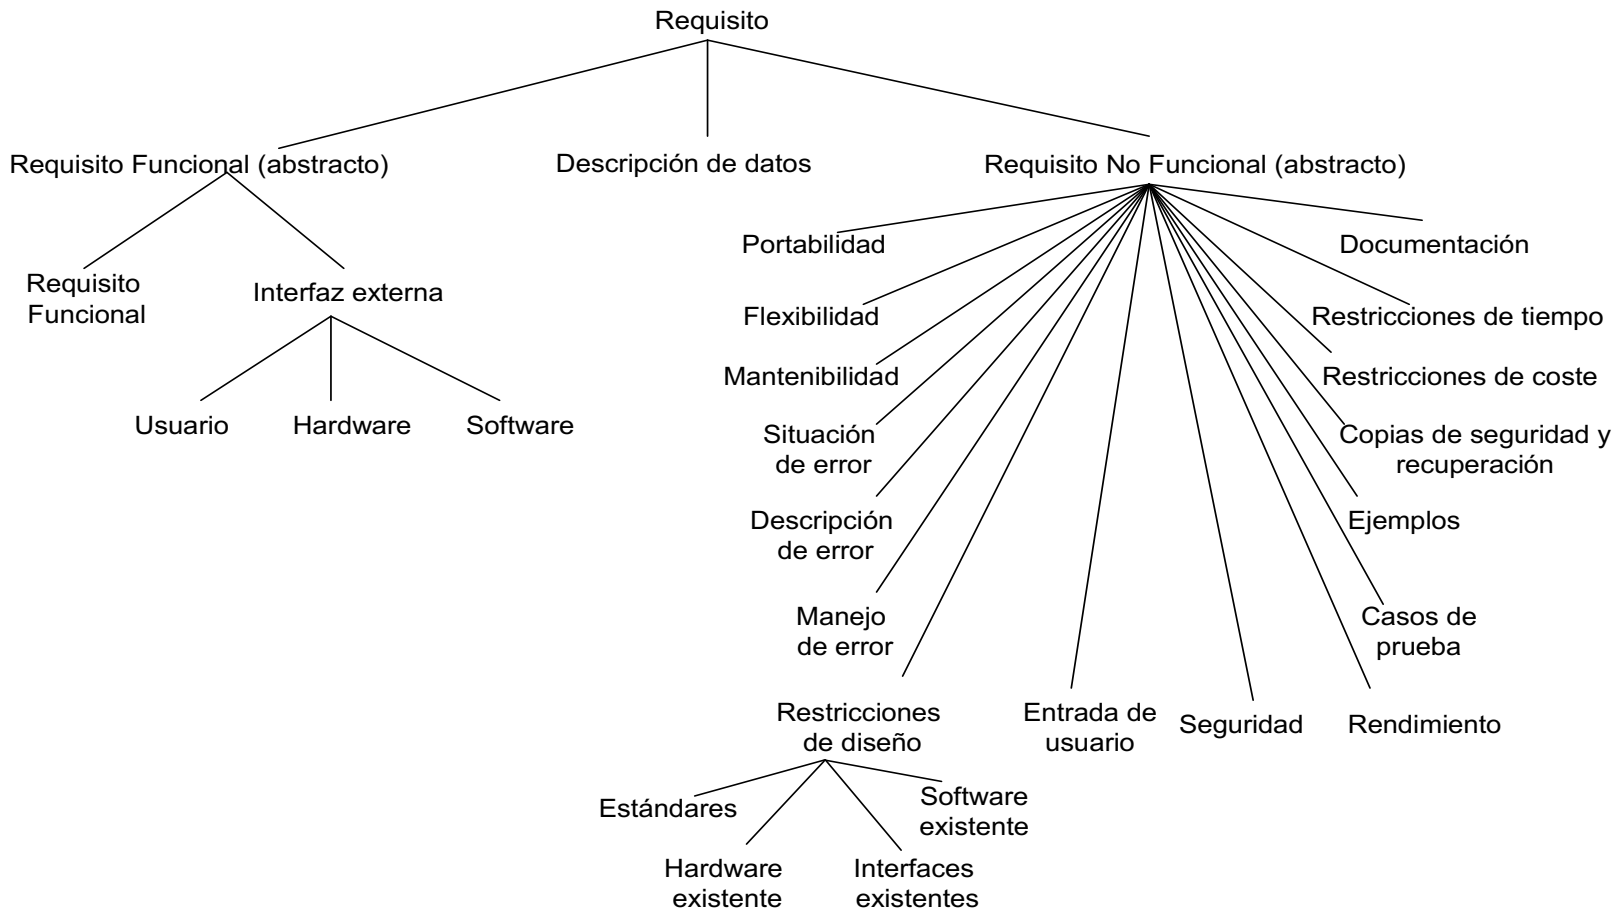 Requisito
Requisito Funcional (abstracto)
Descripción de datos
Requisito No Funcional (abstracto)
Requisito
Funcional
Interfaz externa
Usuario
Hardware
Software
Portabilidad
Flexibilidad
Mantenibilidad
Situación
de error
Descripción
de error
Manejo
de error
Restricciones
de diseño
Estándares
Hardware
existente
Interfaces
existentes
Software
existente
Entrada de
usuario
Seguridad
Rendimiento
Casos de
prueba
Ejemplos
Copias de seguridad y
recuperación
Restricciones de coste
Restricciones de tiempo
Documentación